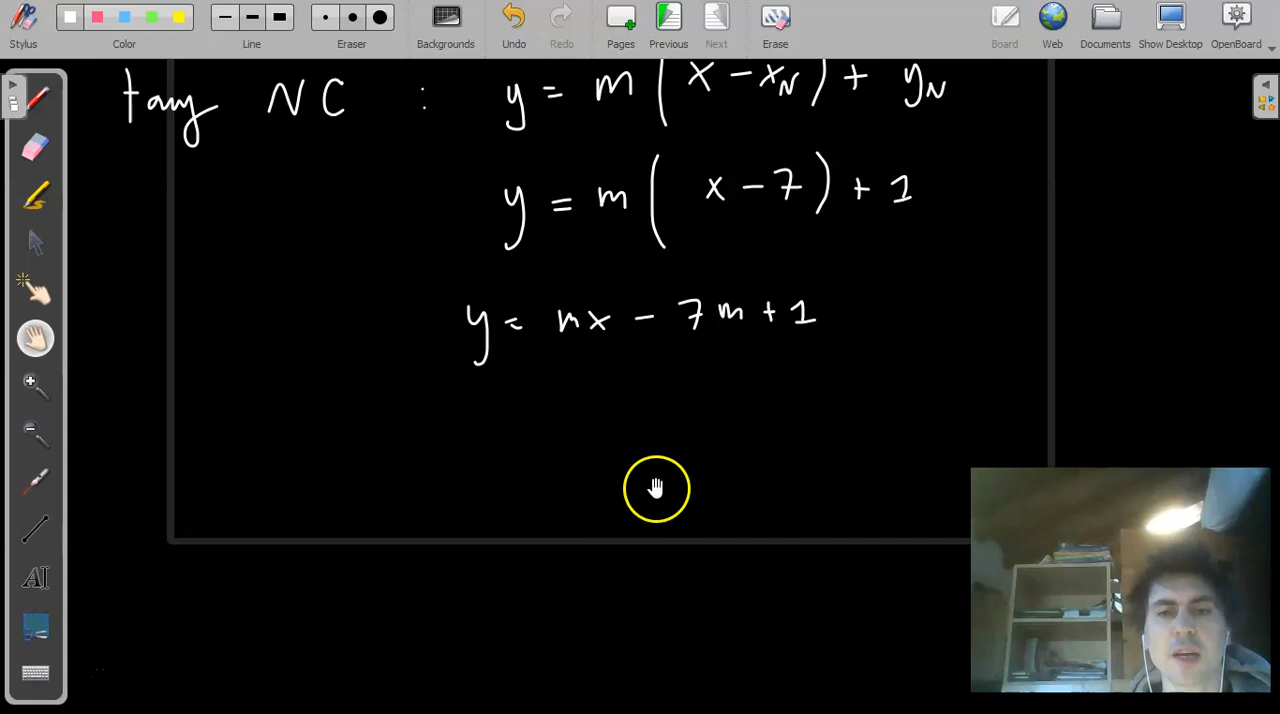 Stylus Color Line Eraser Backgrounds Undo Redo Pages Previous Next Erase Board Web Documents Show Desktop OpenBoard
tang NC : y = m ( x - x_N ) + y_N
y = m ( x - 7 ) + 1
y = mx - 7m + 1
AI